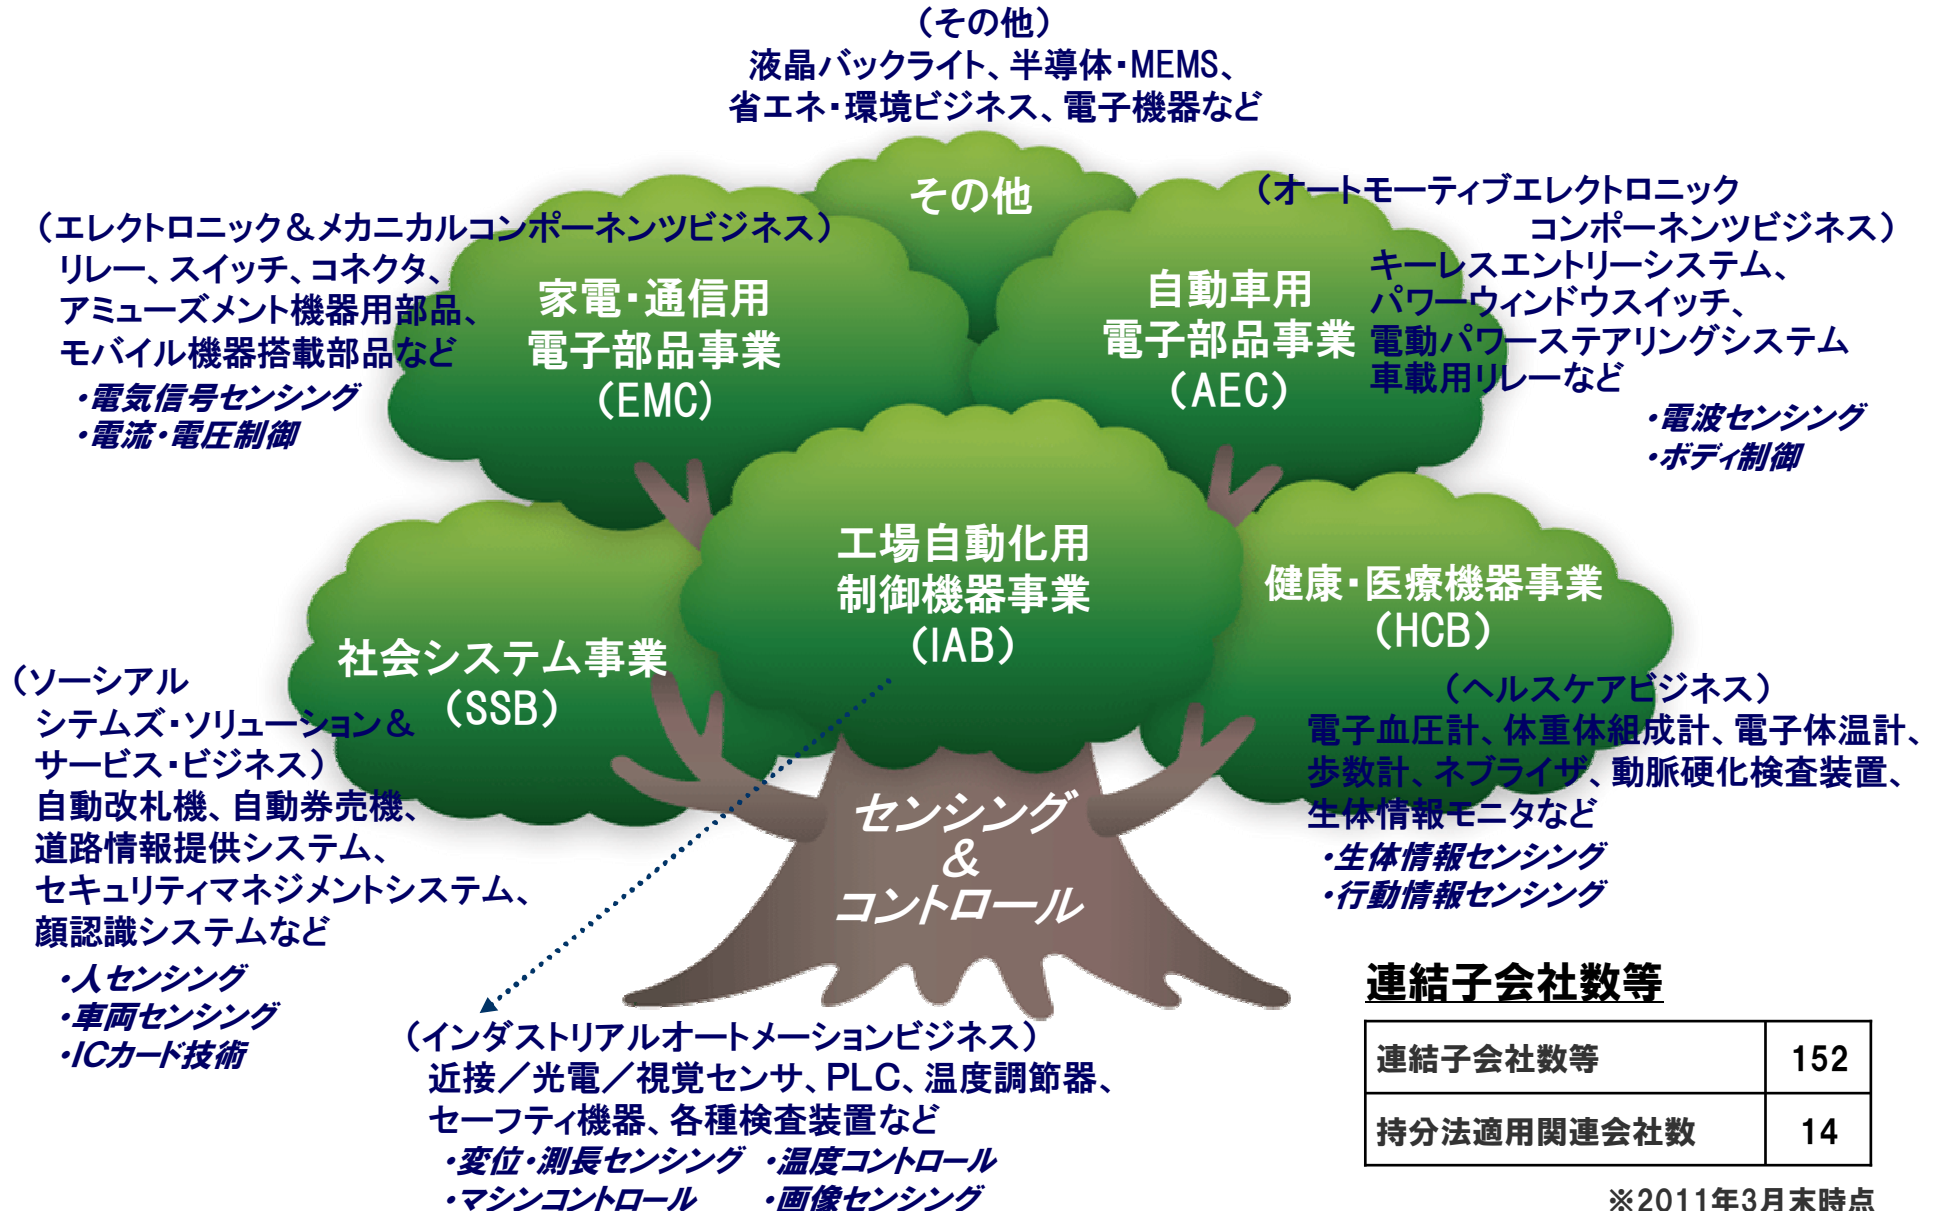 （その他）
液晶バックライト、半導体・MEMS、
省エネ・環境ビジネス、電子機器など
その他
（エレクトロニック＆メカニカルコンポーネンツビジネス）
リレー、スイッチ、コネクタ、
アミューズメント機器用部品、
モバイル機器搭載部品など
・電気信号センシング
・電流・電圧制御
家電・通信用
電子部品事業
（EMC）
自動車用
電子部品事業
（AEC）
（オートモーティブエレクトロニック
コンポーネンツビジネス）
キーレスエントリーシステム、
パワーウィンドウスイッチ、
電動パワーステアリングシステム
車載用リレーなど
・電波センシング
・ボディ制御
工場自動化用
制御機器事業
（IAB）
健康・医療機器事業
（HCB）
社会システム事業
（SSB）
（ソーシアル
シテムズ・ソリューション＆
サービス・ビジネス）
自動改札機、自動券売機、
道路情報提供システム、
セキュリティマネジメントシステム、
顔認識システムなど
・人センシング
・車両センシング
・ICカード技術
（ヘルスケアビジネス）
電子血圧計、体重体組成計、電子体温計、
歩数計、ネブライザ、動脈硬化検査装置、
生体情報モニタなど
・生体情報センシング
・行動情報センシング
センシング
＆
コントロール
（インダストリアルオートメーションビジネス）
近接／光電／視覚センサ、PLC、温度調節器、
セーフティ機器、各種検査装置など
・変位・測長センシング ・温度コントロール
・マシンコントロール ・画像センシング
連結子会社数等
連結子会社数等 152
持分法適用関連会社数 14
※2011年3月末時点